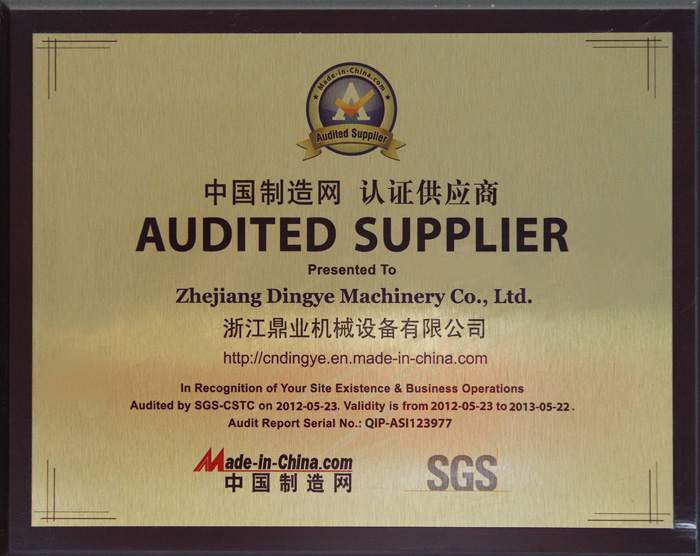 Made-in-China.com
A
Audited Supplier
中国制造网 认证供应商
AUDITED SUPPLIER
Presented To
Zhejiang Dingye Machinery Co., Ltd.
浙江鼎业机械设备有限公司
http://cndingye.en.made-in-china.com
In Recognition of Your Site Existence & Business Operations
Audited by SGS-CSTC on 2012-05-23. Validity is from 2012-05-23 to 2013-05-22.
Audit Report Serial No.: QIP-ASI123977
Made-in-China.com
中国制造网
SGS